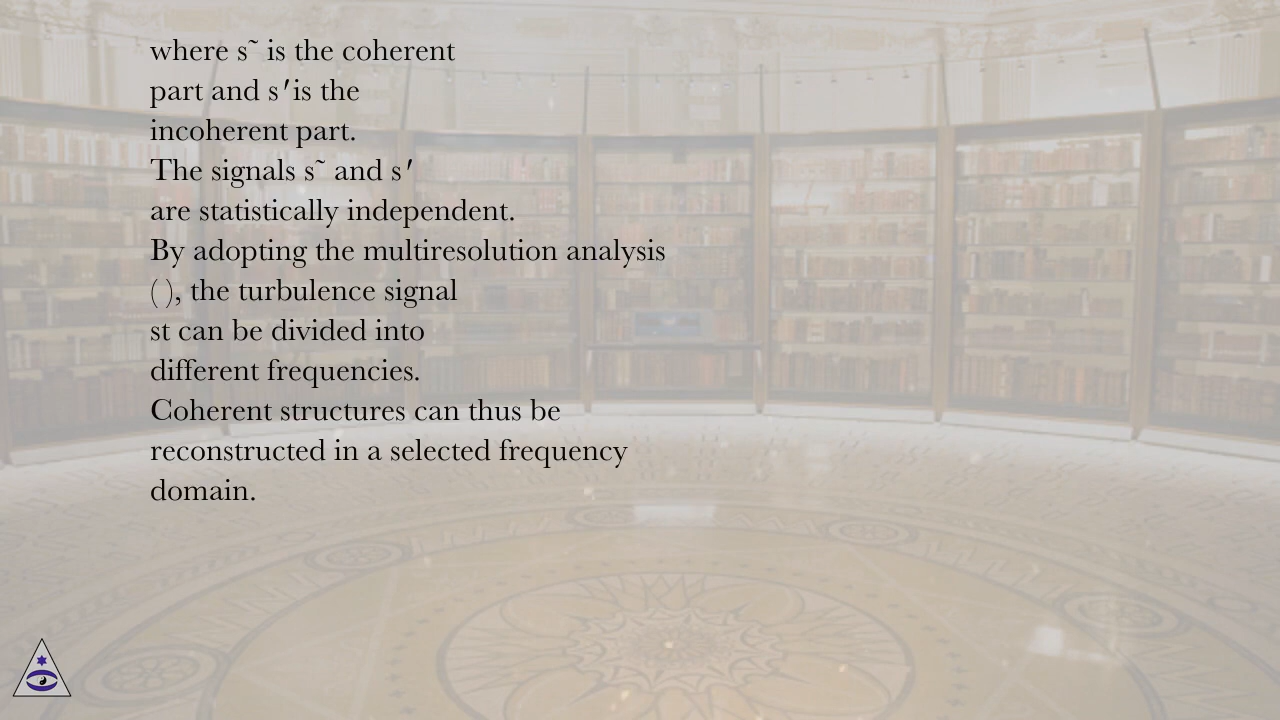 where s˜ is the coherent
part and s′is the
incoherent part.
The signals s˜ and s′
are statistically independent.
By adopting the multiresolution analysis
( ), the turbulence signal
st can be divided into
different frequencies.
Coherent structures can thus be
reconstructed in a selected frequency
domain.